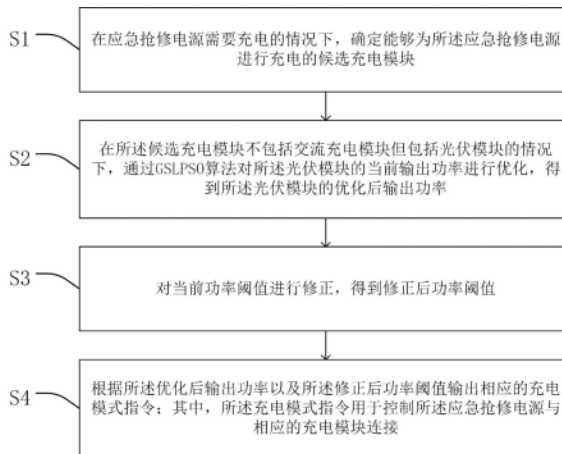 S1
在应急抢修电源需要充电的情况下，确定能够为所述应急抢修电源
进行充电的候选充电模块
S2
在所述候选充电模块不包括交流充电模块但包括光伏模块的情况
下，通过GSLPSO算法对所述光伏模块的当前输出功率进行优化，得
到所述光伏模块的优化后输出功率
S3
对当前功率阈值进行修正，得到修正后功率阈值
S4
根据所述优化后输出功率以及所述修正后功率阈值输出相应的充电
模式指令；其中，所述充电模式指令用于控制所述应急抢修电源与
相应的充电模块连接